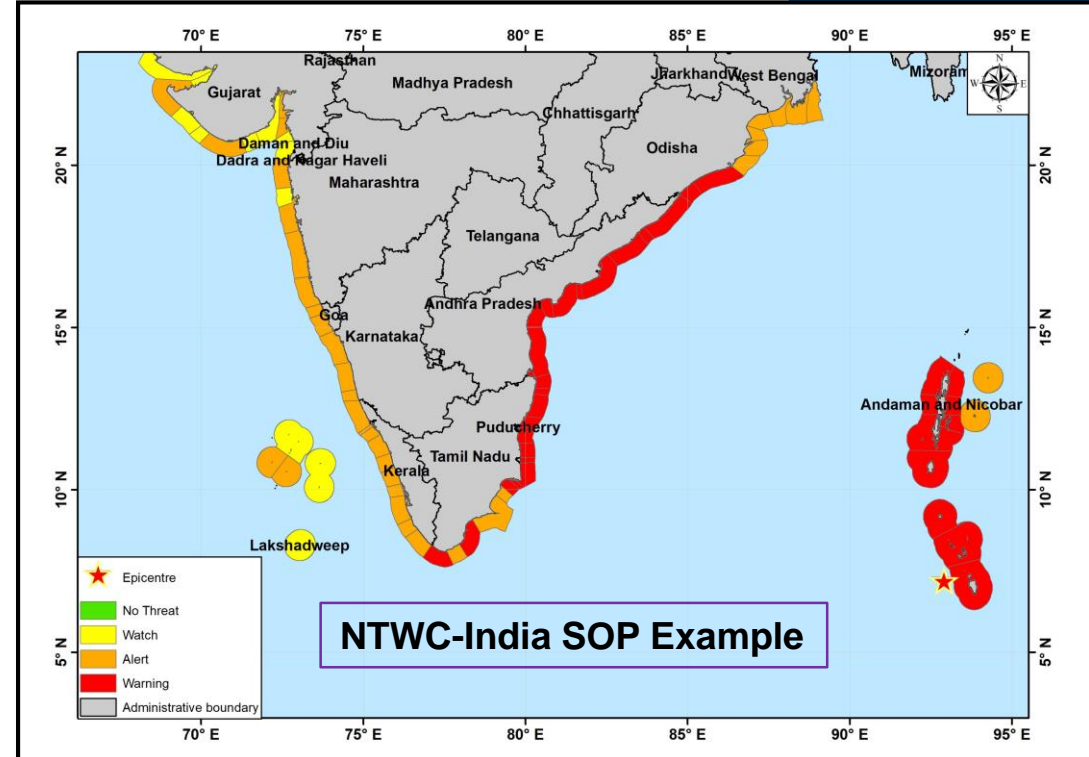 70° E 75° E 80° E 85° E 90° E 95° E
N
W E
S
Rajasthan
Gujarat
Madhya Pradesh
Jharkhand
West Bengal
Mizoram
Chhattisgarh
Daman and Diu
Dadra and Nagar Haveli
Odisha
20° N
20° N
Maharashtra
Telangana
Andhra Pradesh
Goa
15° N
15° N
Karnataka
Andaman and Nicobar
Puducherry
Tamil Nadu
Kerala
10° N
10° N
Lakshadweep
Epicentre
No Threat
Watch
Alert
Warning
Administrative boundary
NTWC-India SOP Example
5° N
5° N
70° E 75° E 80° E 85° E 90° E 95° E